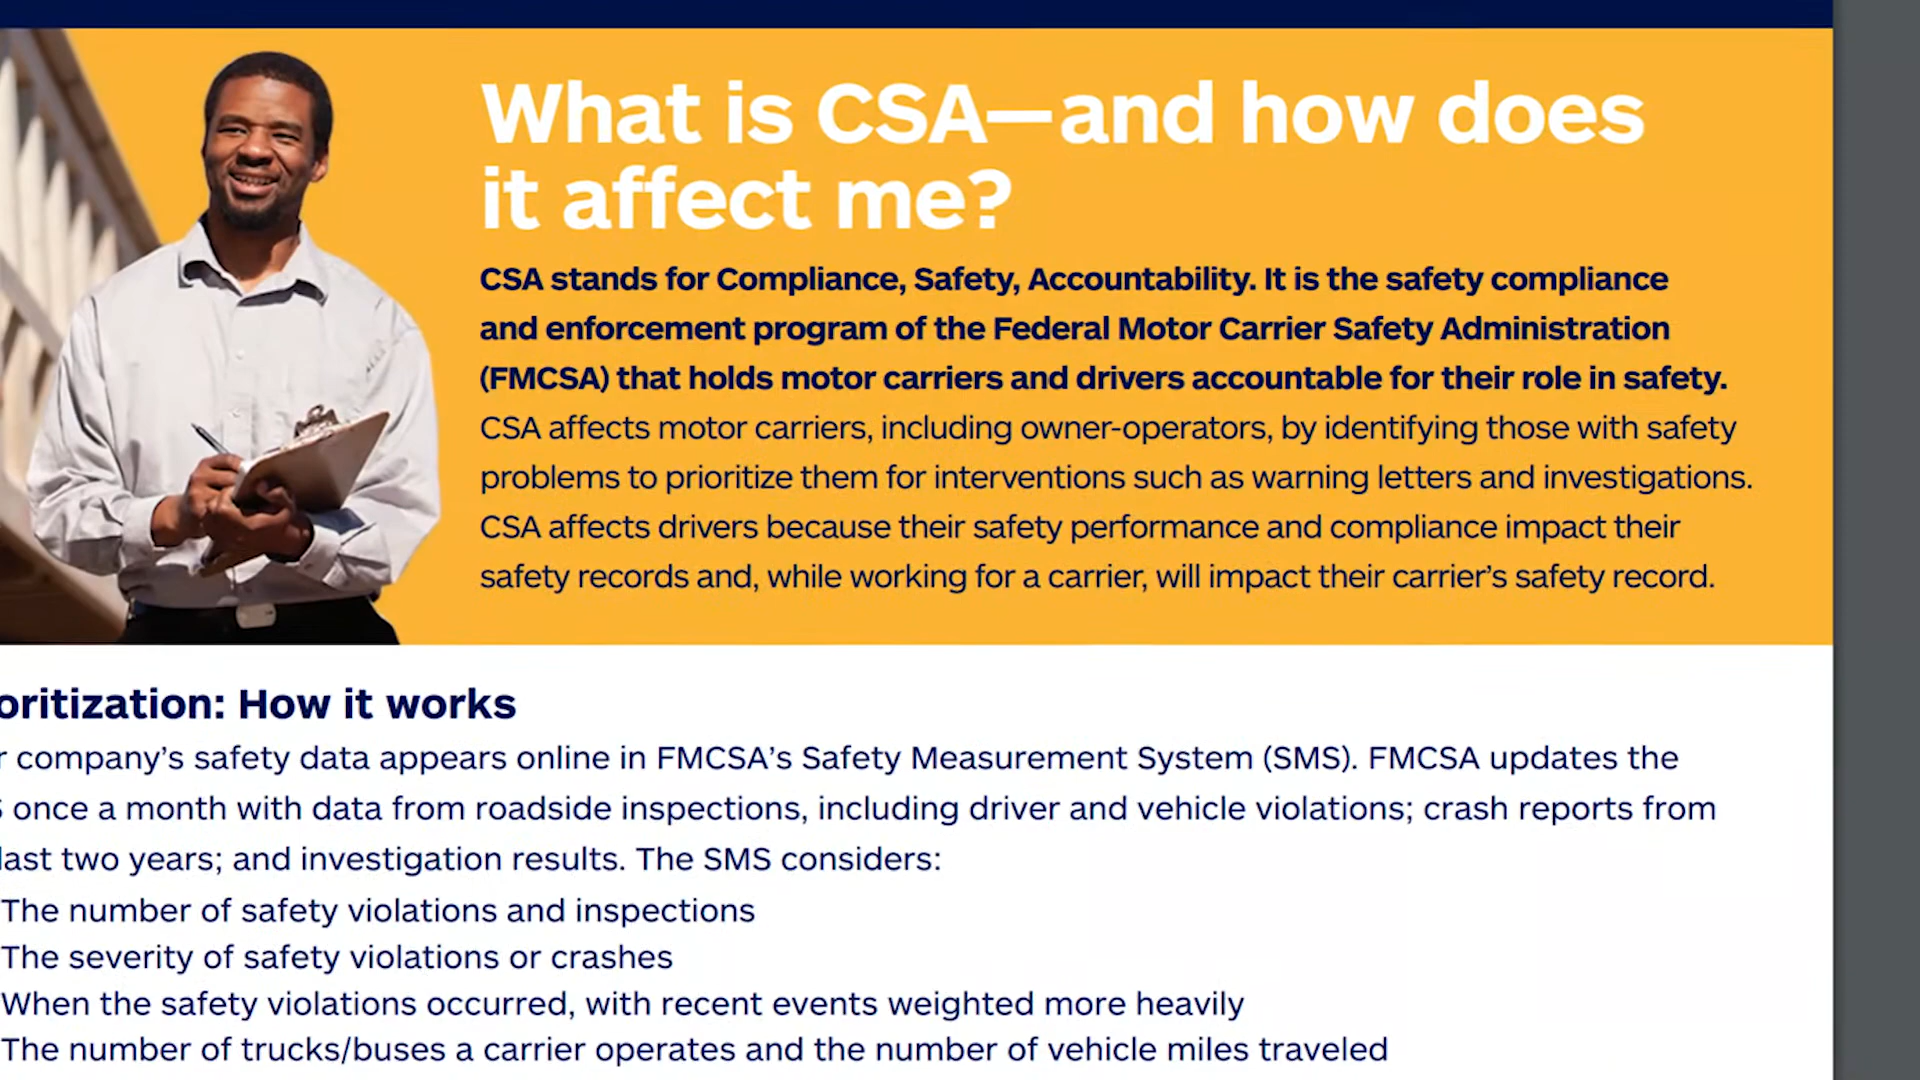 What is CSA—and how does
it affect me?
CSA stands for Compliance, Safety, Accountability. It is the safety compliance
and enforcement program of the Federal Motor Carrier Safety Administration
(FMCSA) that holds motor carriers and drivers accountable for their role in safety.
CSA affects motor carriers, including owner-operators, by identifying those with safety
problems to prioritize them for interventions such as warning letters and investigations.
CSA affects drivers because their safety performance and compliance impact their
safety records and, while working for a carrier, will impact their carrier’s safety record.
oritization: How it works
r company’s safety data appears online in FMCSA’s Safety Measurement System (SMS). FMCSA updates the
S once a month with data from roadside inspections, including driver and vehicle violations; crash reports from
last two years; and investigation results. The SMS considers:
The number of safety violations and inspections
The severity of safety violations or crashes
When the safety violations occurred, with recent events weighted more heavily
The number of trucks/buses a carrier operates and the number of vehicle miles traveled